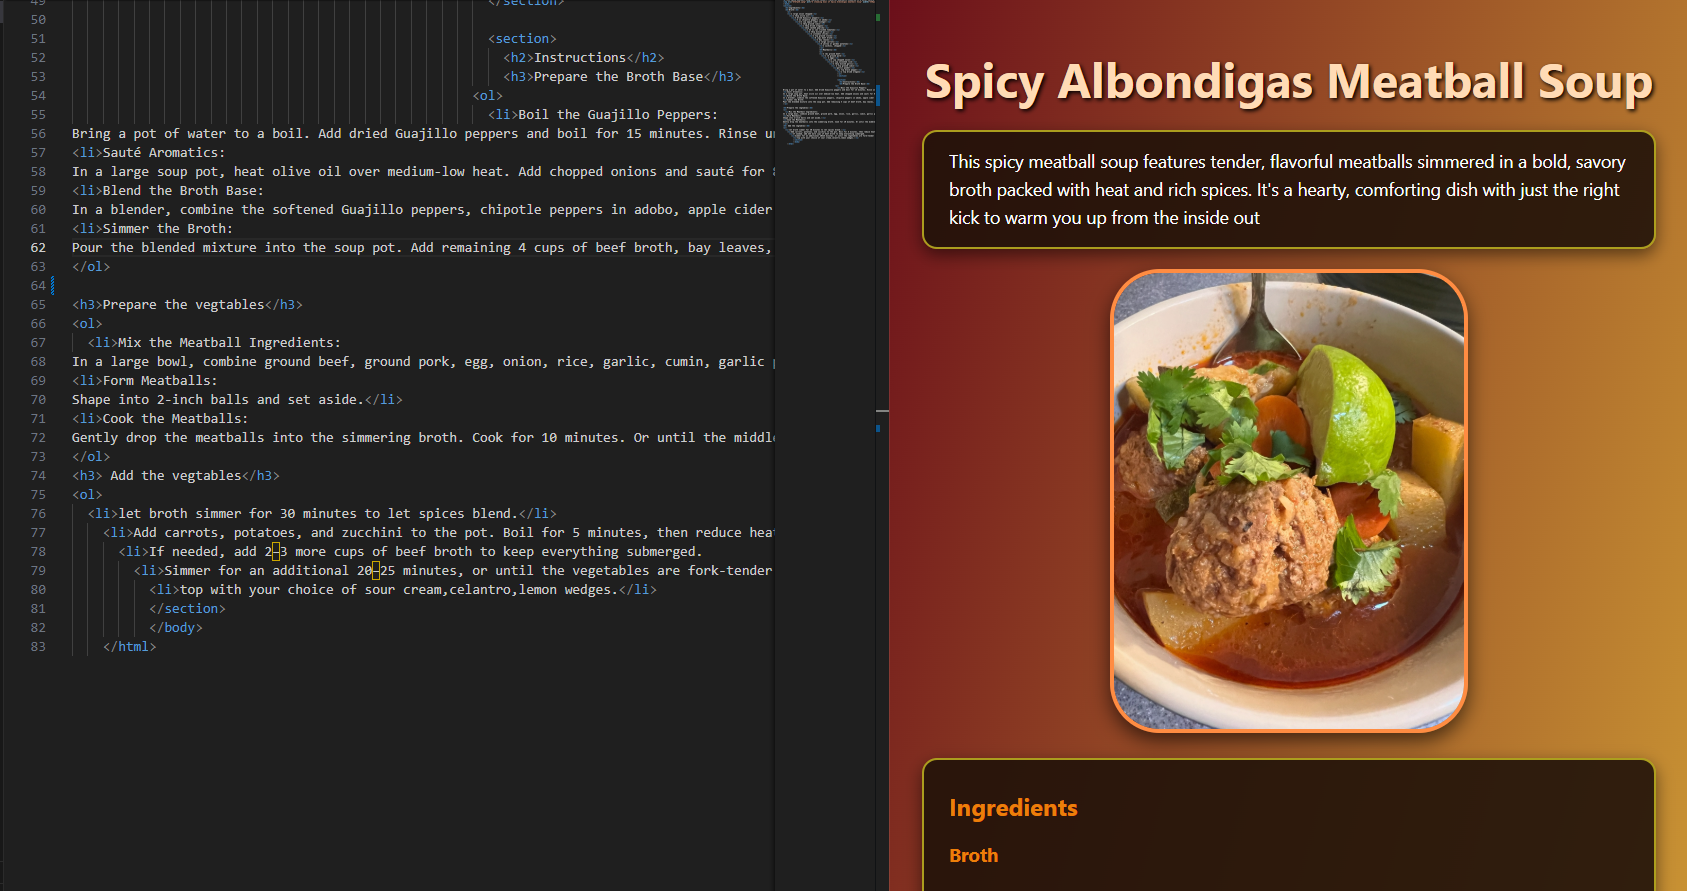 49 </section>
50
51 <section>
52 <h2>Instructions</h2>
53 <h3>Prepare the Broth Base</h3>
54 <ol>
55 <li>Boil the Guajillo Peppers:
56 Bring a pot of water to a boil. Add dried Guajillo peppers and boil for 15 minutes. Rinse
57 <li>Sauté Aromatics:
58 In a large soup pot, heat olive oil over medium-low heat. Add chopped onions and sauté for
59 <li>Blend the Broth Base:
60 In a blender, combine the softened Guajillo peppers, chipotle peppers in adobo, apple cider
61 <li>Simmer the Broth:
62 Pour the blended mixture into the soup pot. Add remaining 4 cups of beef broth, bay leaves,
63 </ol>
64
65 <h3>Prepare the vegtables</h3>
66 <ol>
67 <li>Mix the Meatball Ingredients:
68 In a large bowl, combine ground beef, ground pork, egg, onion, rice, garlic, cumin, garlic
69 <li>Form Meatballs:
70 Shape into 2-inch balls and set aside.</li>
71 <li>Cook the Meatballs:
72 Gently drop the meatballs into the simmering broth. Cook for 10 minutes. Or until the middl
73 </ol>
74 <h3> Add the vegtables</h3>
75 <ol>
76 <li>let broth simmer for 30 minutes to let spices blend.</li>
77 <li>Add carrots, potatoes, and zucchini to the pot. Boil for 5 minutes, then reduce hea
78 <li>If needed, add 2–3 more cups of beef broth to keep everything submerged.
79 <li>Simmer for an additional 20–25 minutes, or until the vegetables are fork-tender
80 <li>top with your choice of sour cream,celantro,lemon wedges.</li>
81 </section>
82 </body>
83 </html>
Spicy Albondigas Meatball Soup
This spicy meatball soup features tender, flavorful meatballs simmered in a bold, savory
broth packed with heat and rich spices. It's a hearty, comforting dish with just the right
kick to warm you up from the inside out
Ingredients
Broth